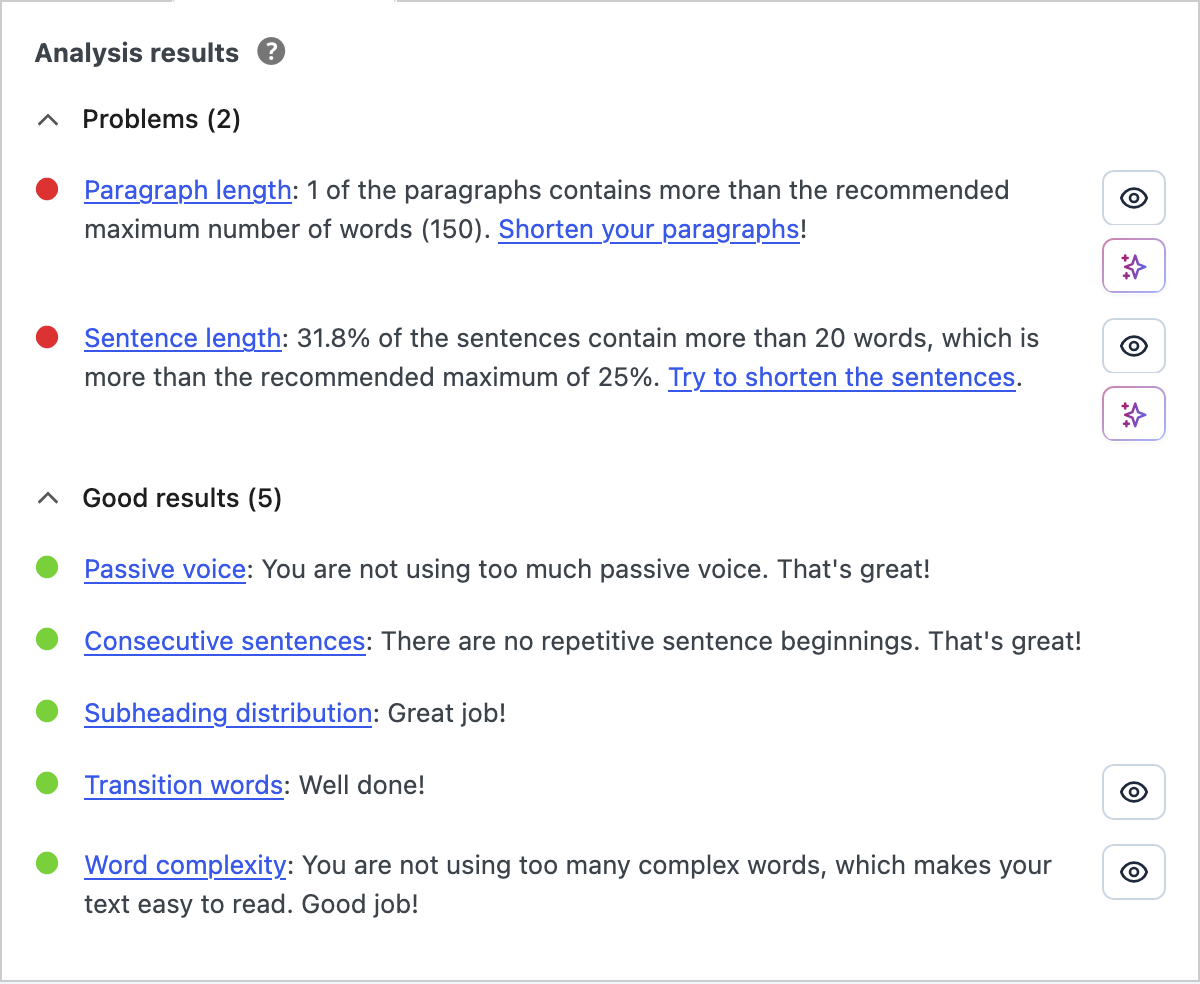 Analysis results ?
Problems (2)
Paragraph length: 1 of the paragraphs contains more than the recommended
maximum number of words (150). Shorten your paragraphs!
Sentence length: 31.8% of the sentences contain more than 20 words, which is
more than the recommended maximum of 25%. Try to shorten the sentences.
Good results (5)
Passive voice: You are not using too much passive voice. That's great!
Consecutive sentences: There are no repetitive sentence beginnings. That's great!
Subheading distribution: Great job!
Transition words: Well done!
Word complexity: You are not using too many complex words, which makes your
text easy to read. Good job!